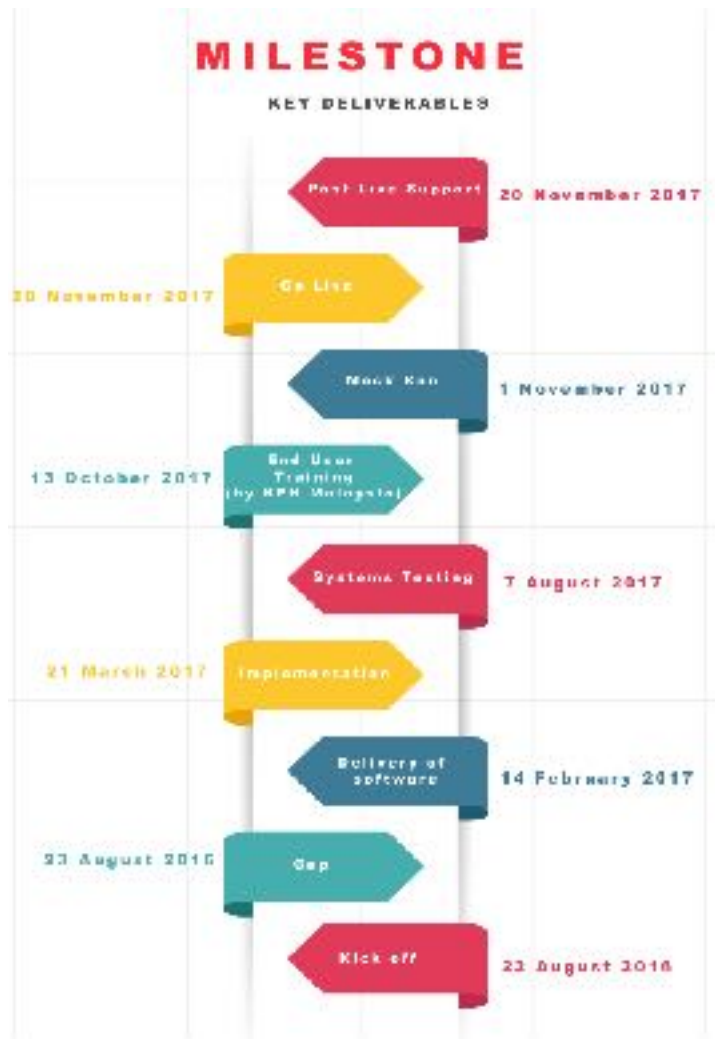 MILESTONE
KEY DELIVERABLES
Post Live Support
20 November 2017
Go Live
November 2017
Mock Run
1 November 2017
End User
Training
(by Malaysia)
13 October 2017
Systems Testing
7 August 2017
Implementation
21 March 2017
Delivery of
software
14 February 2017
Gap
23 August 2016
Kick off
22 August 2016